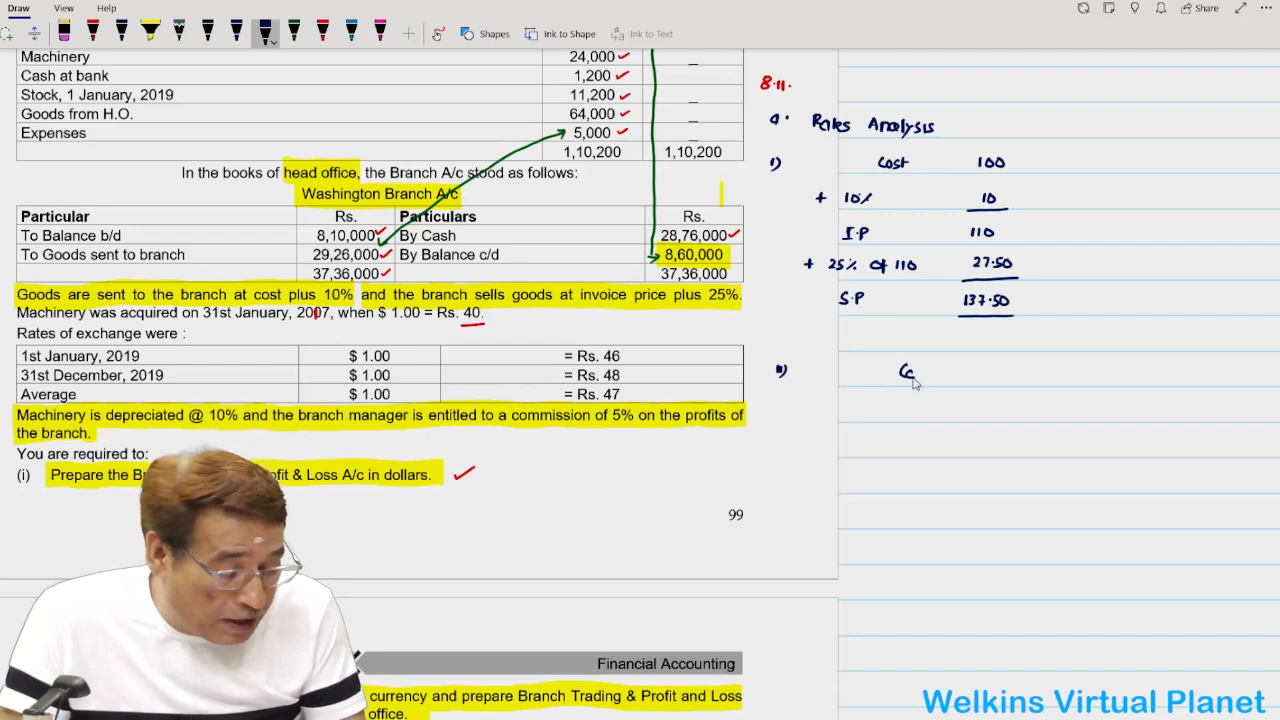 Draw View Help Share
Shapes Ink to Shape Ink to Text
Machinery 24,000 _
Cash at bank 1,200
Stock, 1 January, 2019 11,200 _
Goods from H.O. 64,000 _
Expenses 5,000 _
1,10,200 1,10,200
In the books of head office, the Branch A/c stood as follows:
Washington Branch A/c
Particular Rs. Particulars Rs.
To Balance b/d 8,10,000 By Cash 28,76,000
To Goods sent to branch 29,26,000 By Balance c/d 8,60,000
37,36,000 37,36,000
Goods are sent to the branch at cost plus 10% and the branch sells goods at invoice price plus 25%.
Machinery was acquired on 31st January, 2007, when $ 1.00 = Rs. 40.
Rates of exchange were :
1st January, 2019 $ 1.00 = Rs. 46
31st December, 2019 $ 1.00 = Rs. 48
Average $ 1.00 = Rs. 47
Machinery is depreciated @ 10% and the branch manager is entitled to a commission of 5% on the profits of
the branch.
You are required to:
(i) Prepare the Br ofit & Loss A/c in dollars.
99
Financial Accounting
currency and prepare Branch Trading & Profit and Loss
office.
8.11.
a. Rates Analysis
i) Cost 100
+ 10% 10
I.P 110
+ 25% of 110 27.50
S.P 137.50
ii) Co
Welkins Virtual Planet